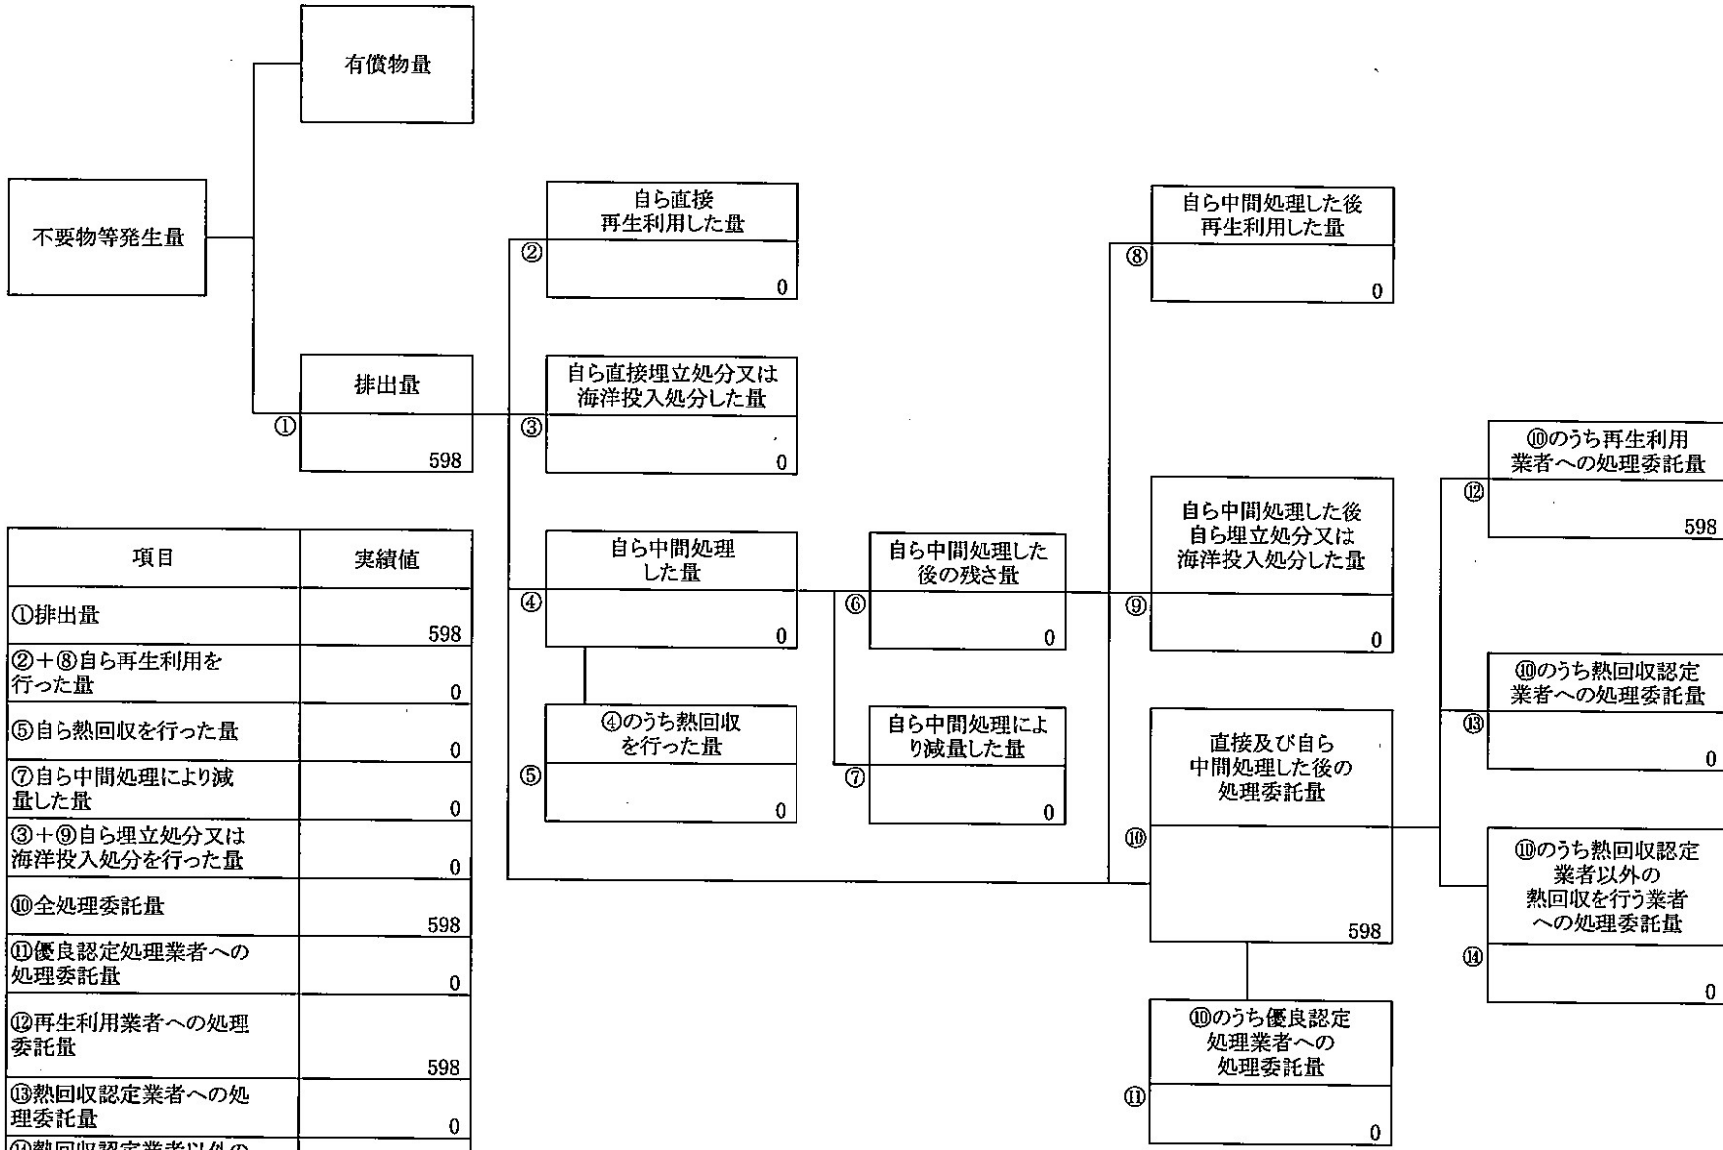 有償物量
不要物等発生量
排出量
①
598
自ら直接
再生利用した量
②
0
自ら直接埋立処分又は
海洋投入処分した量
③
0
自ら中間処理
した量
④
0
④のうち熱回収
を行った量
⑤
0
自ら中間処理した
後の残さ量
⑥
0
自ら中間処理によ
り減量した量
⑦
0
自ら中間処理した後
再生利用した量
⑧
0
自ら中間処理した後
自ら埋立処分又は
海洋投入処分した量
⑨
0
直接及び自ら
中間処理した後の
処理委託量
⑩
598
⑩のうち優良認定
処理業者への
処理委託量
⑪
0
⑩のうち再生利用
業者への処理委託量
⑫
598
⑩のうち熱回収認定
業者への処理委託量
⑬
0
⑩のうち熱回収認定
業者以外の
熱回収を行う業者
への処理委託量
⑭
0
項目 実績値
①排出量
598
②+⑧自ら再生利用を
行った量
0
⑤自ら熱回収を行った量
0
⑦自ら中間処理により減
量した量
0
③+⑨自ら埋立処分又は
海洋投入処分を行った量
0
⑩全処理委託量
598
⑪優良認定処理業者への
処理委託量
0
⑫再生利用業者への処理
委託量
598
⑬熱回収認定業者への処
理委託量
0
⑭熱回収認定業者以外の